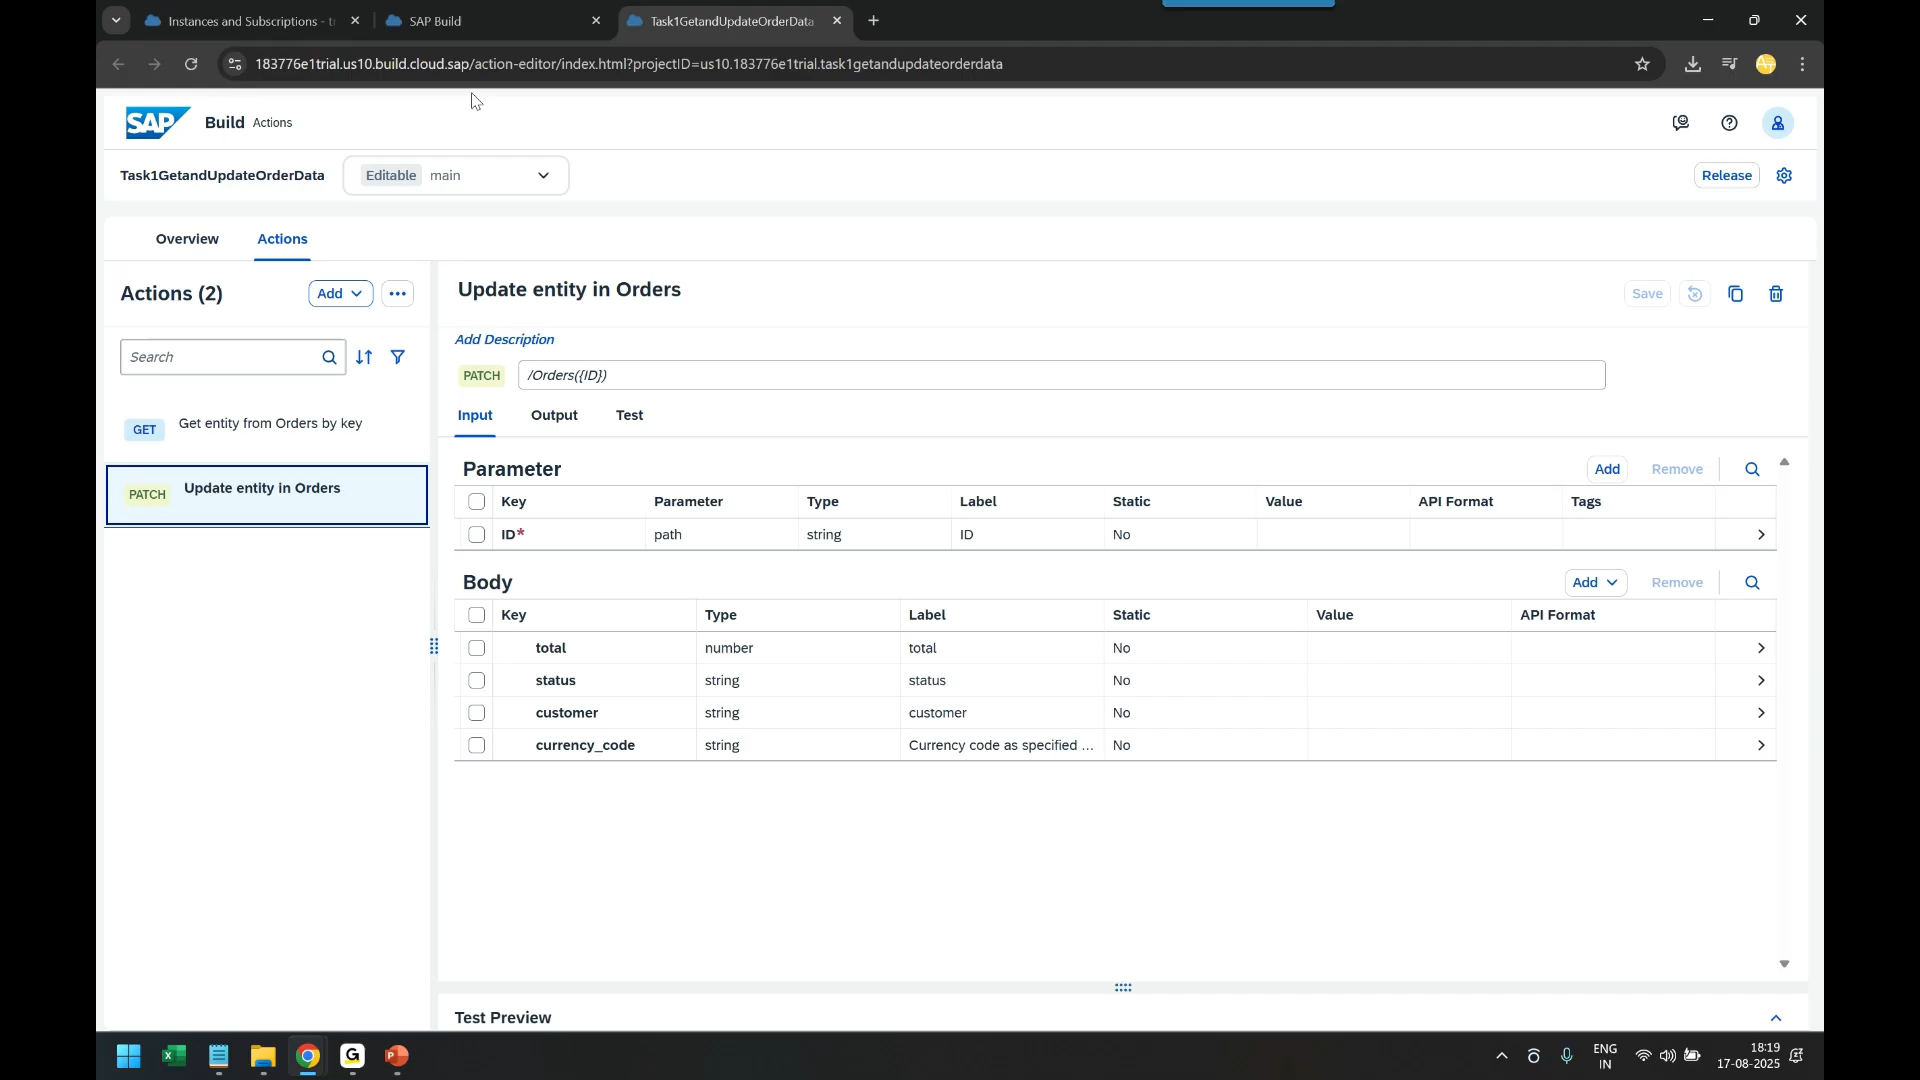 Instances and Subscriptions - t
SAP Build
Task1GetandUpdateOrderData
183776e1trial.us10.build.cloud.sap/action-editor/index.html?projectID=us10.183776e1trial.task1getandupdateorderdata
SAP Build Actions
Task1GetandUpdateOrderData Editable main Release
Overview Actions
Actions (2) Add
Update entity in Orders Save
Add Description
Search
PATCH /Orders({ID})
Input Output Test
GET Get entity from Orders by key
PATCH Update entity in Orders
Parameter Add Remove
Key Parameter Type Label Static Value API Format Tags
ID* path string ID No
Body Add Remove
Key Type Label Static Value API Format
total number total No
status string status No
customer string customer No
currency_code string Currency code as specified ... No
Test Preview
ENG
IN
18:19
17-08-2025